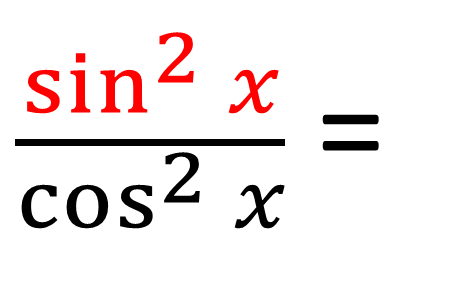 sin² x
cos² x =